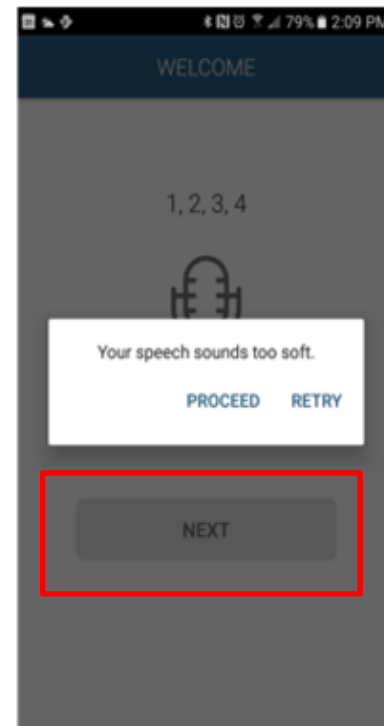 79% 2:09 PM
WELCOME
1, 2, 3, 4
Your speech sounds too soft.
PROCEED RETRY
NEXT